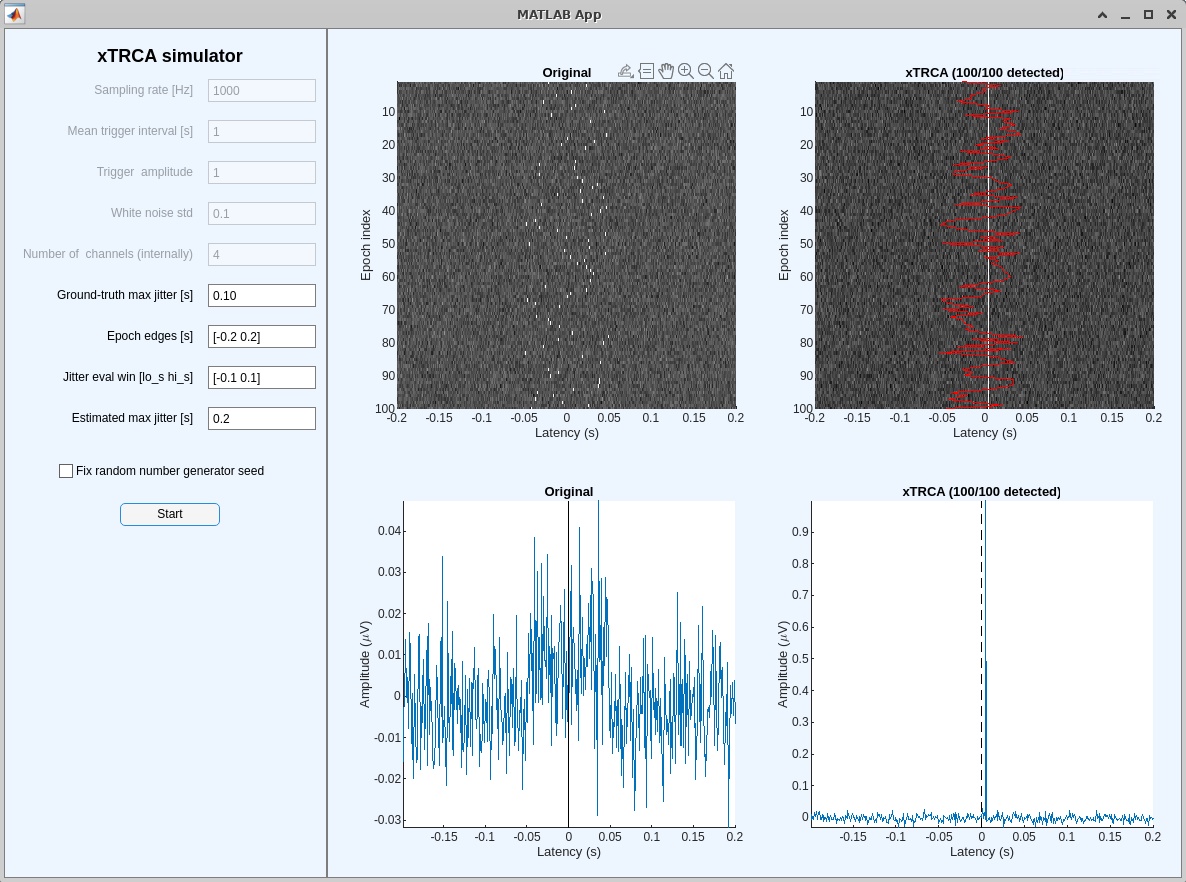 MATLAB App
xTRCA simulator
Sampling rate [Hz] 1000
Mean trigger interval [s] 1
Trigger  amplitude 1
White noise std 0.1
Number of  channels (internally) 4
Ground-truth max jitter [s] 0.10
Epoch edges [s] [-0.2 0.2]
Jitter eval win [lo_s hi_s] [-0.1 0.1]
Estimated max jitter [s] 0.2
Fix random number generator seed
Start
Original
Epoch index
10
20
30
40
50
60
70
80
90
100
-0.2 -0.15 -0.1 -0.05 0 0.05 0.1 0.15 0.2
Latency (s)
xTRCA (100/100 detected)
Epoch index
10
20
30
40
50
60
70
80
90
100
-0.2 -0.15 -0.1 -0.05 0 0.05 0.1 0.15 0.2
Latency (s)
Original
Amplitude (μV)
0.04
0.03
0.02
0.01
0
-0.01
-0.02
-0.03
-0.15 -0.1 -0.05 0 0.05 0.1 0.15 0.2
Latency (s)
xTRCA (100/100 detected)
Amplitude (μV)
0.9
0.8
0.7
0.6
0.5
0.4
0.3
0.2
0.1
0
-0.15 -0.1 -0.05 0 0.05 0.1 0.15 0.2
Latency (s)